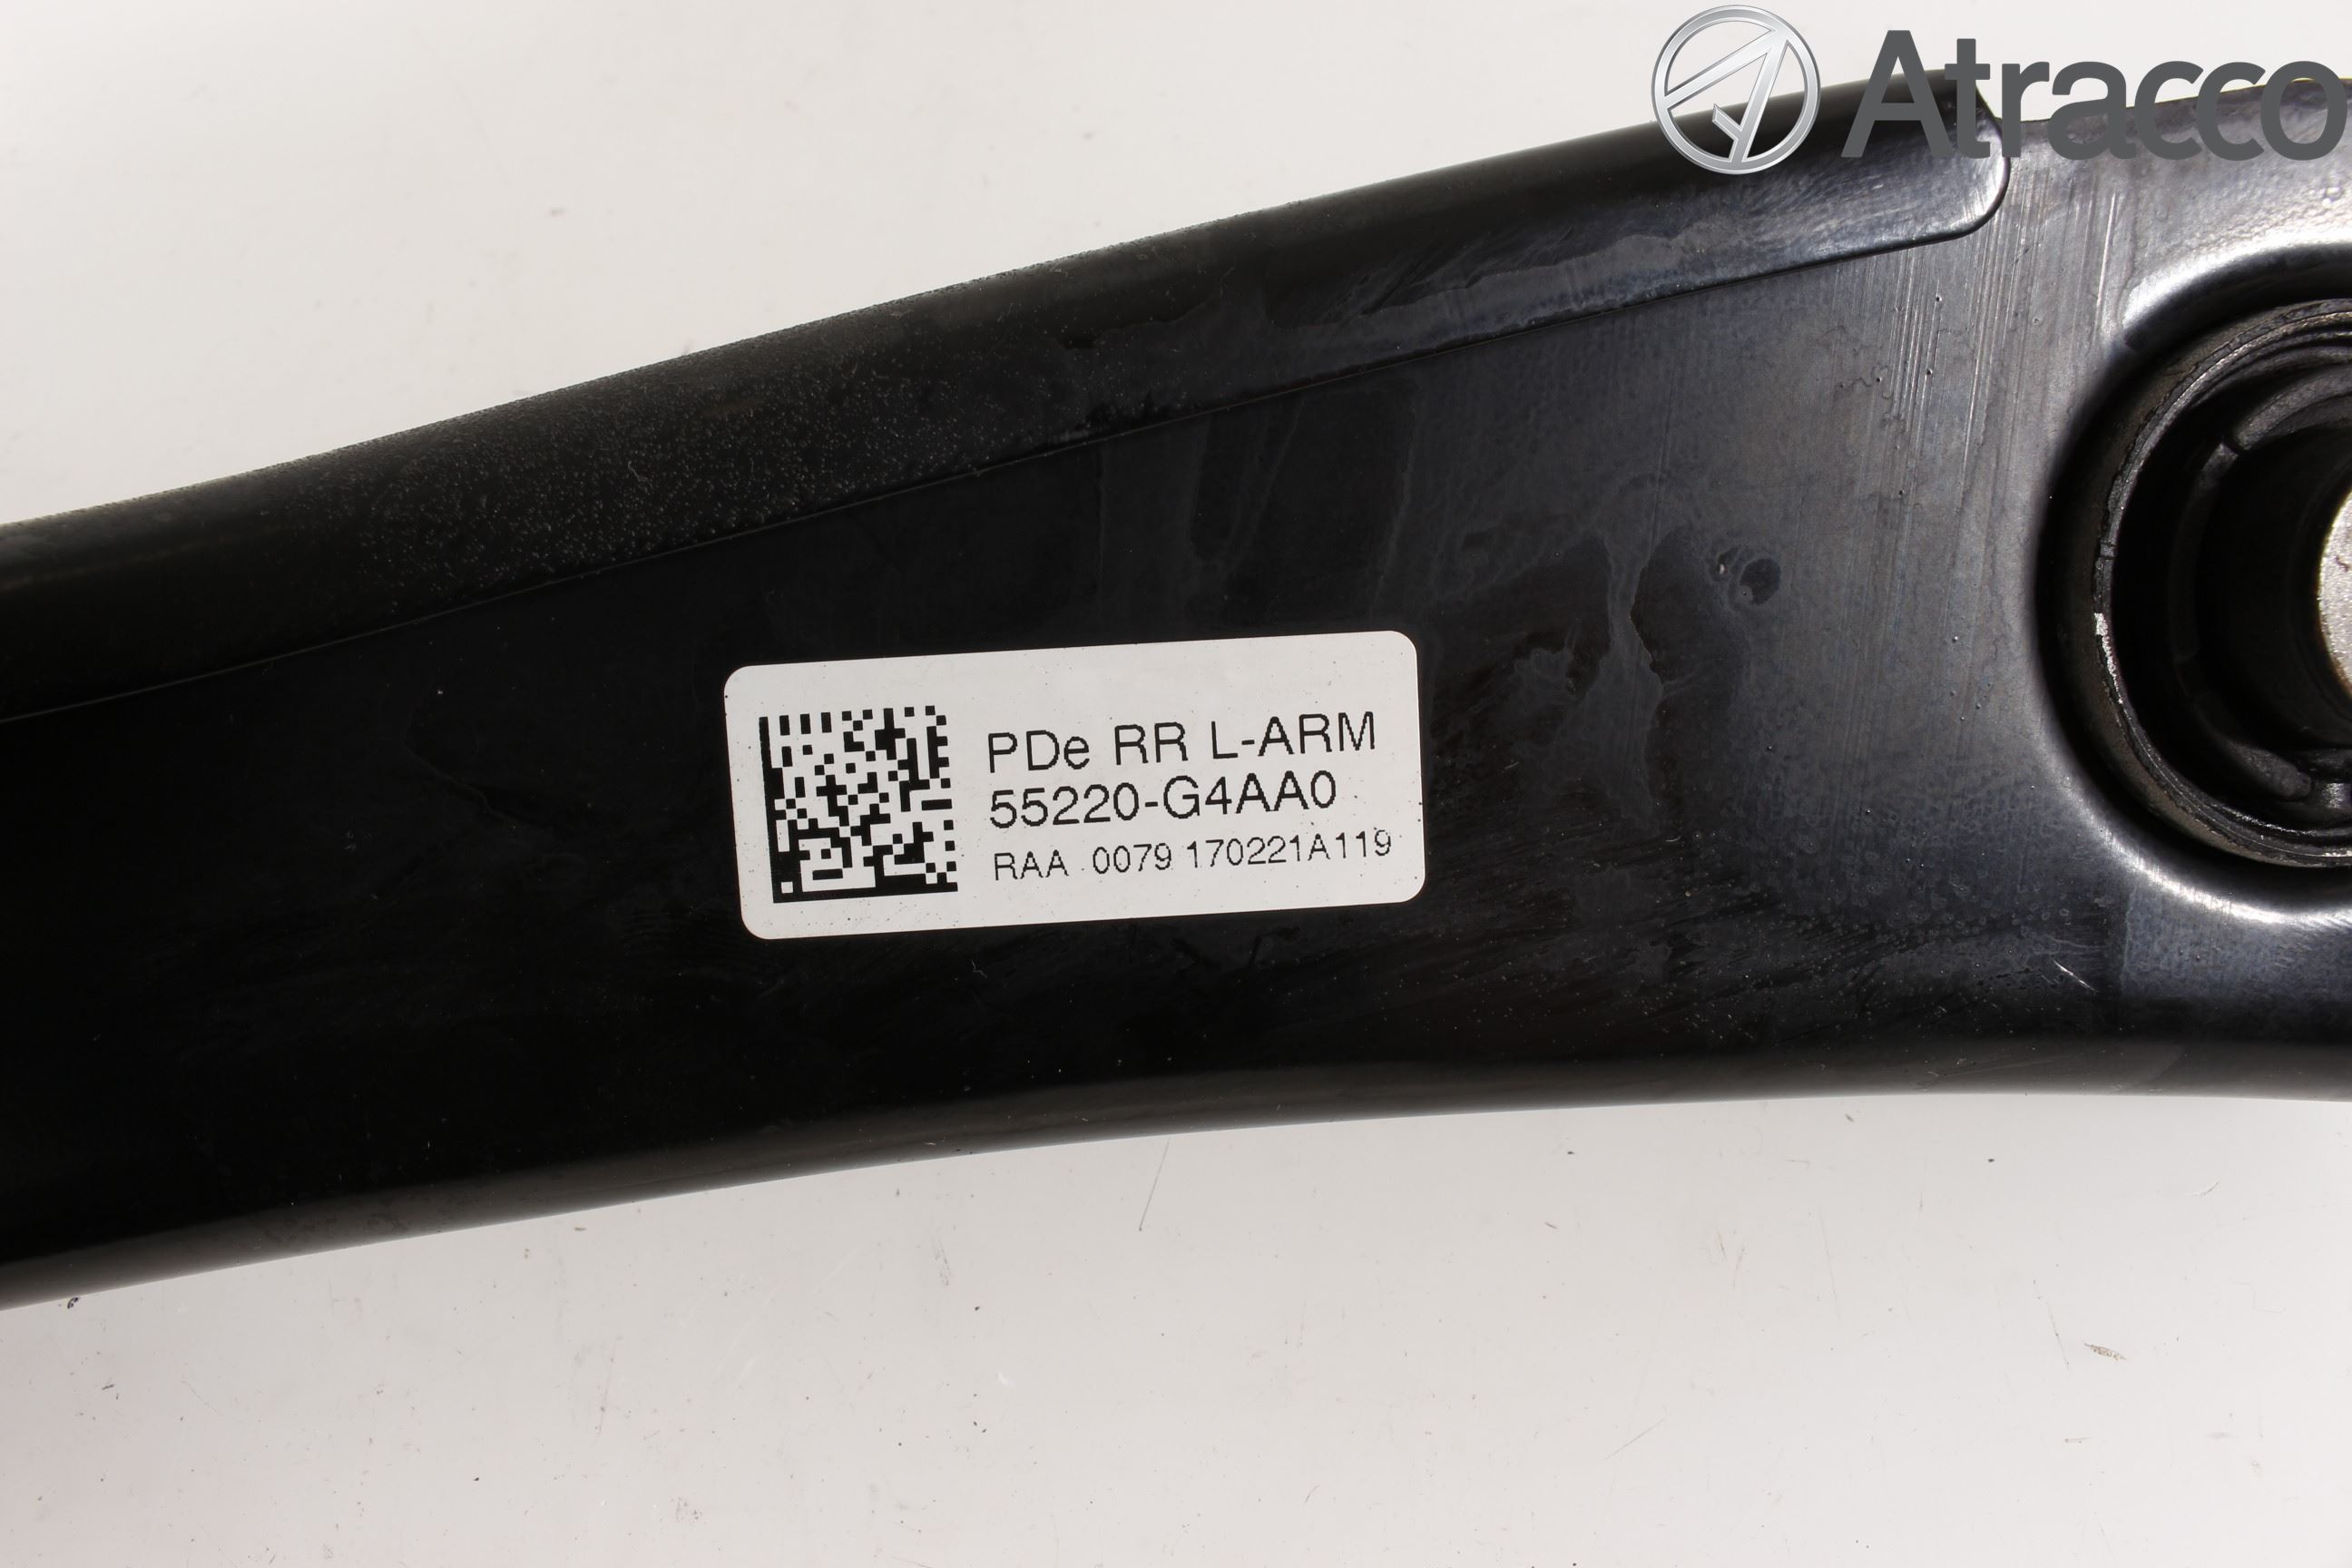 Atracco
PDe RR L-ARM
55220-G4AA0
RAA 0079 170221A119